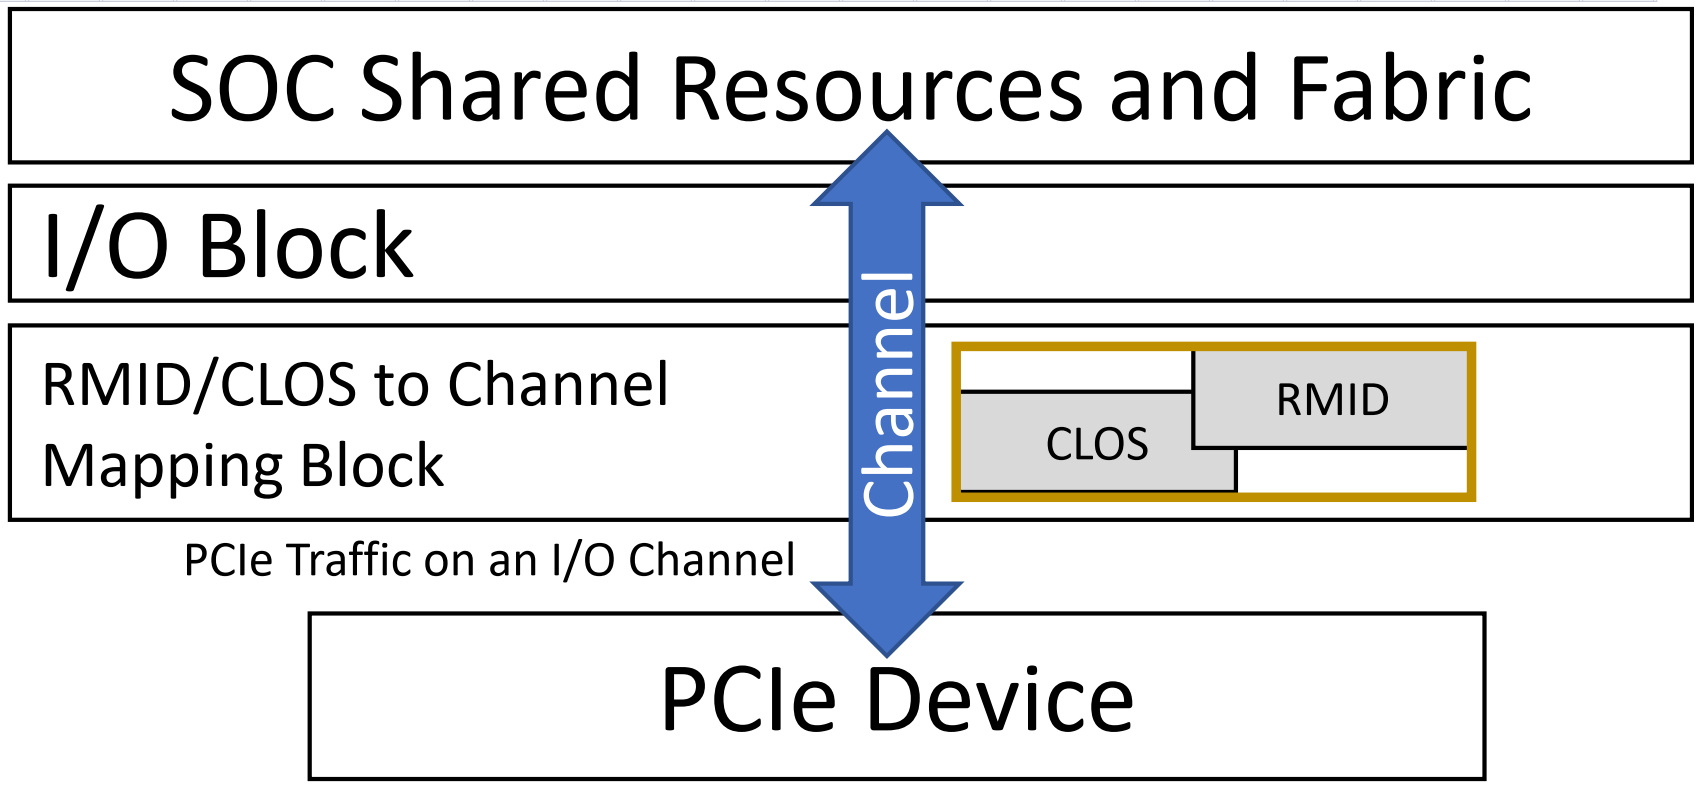 SOC Shared Resources and Fabric
I/O Block
RMID/CLOS to Channel
Mapping Block
Channel
RMID
CLOS
PCIe Traffic on an I/O Channel
PCIe Device